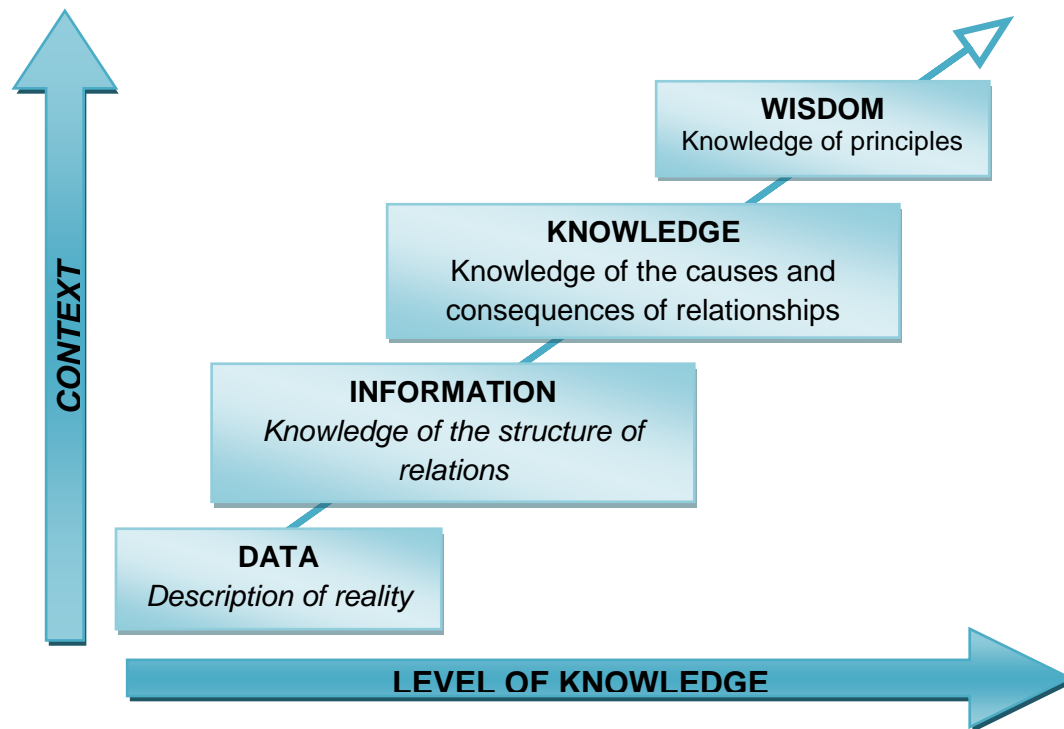 WISDOM
Knowledge of principles
KNOWLEDGE
Knowledge of the causes and
consequences of relationships
INFORMATION
Knowledge of the structure of
relations
DATA
Description of reality
CONTEXT
LEVEL OF KNOWLEDGE